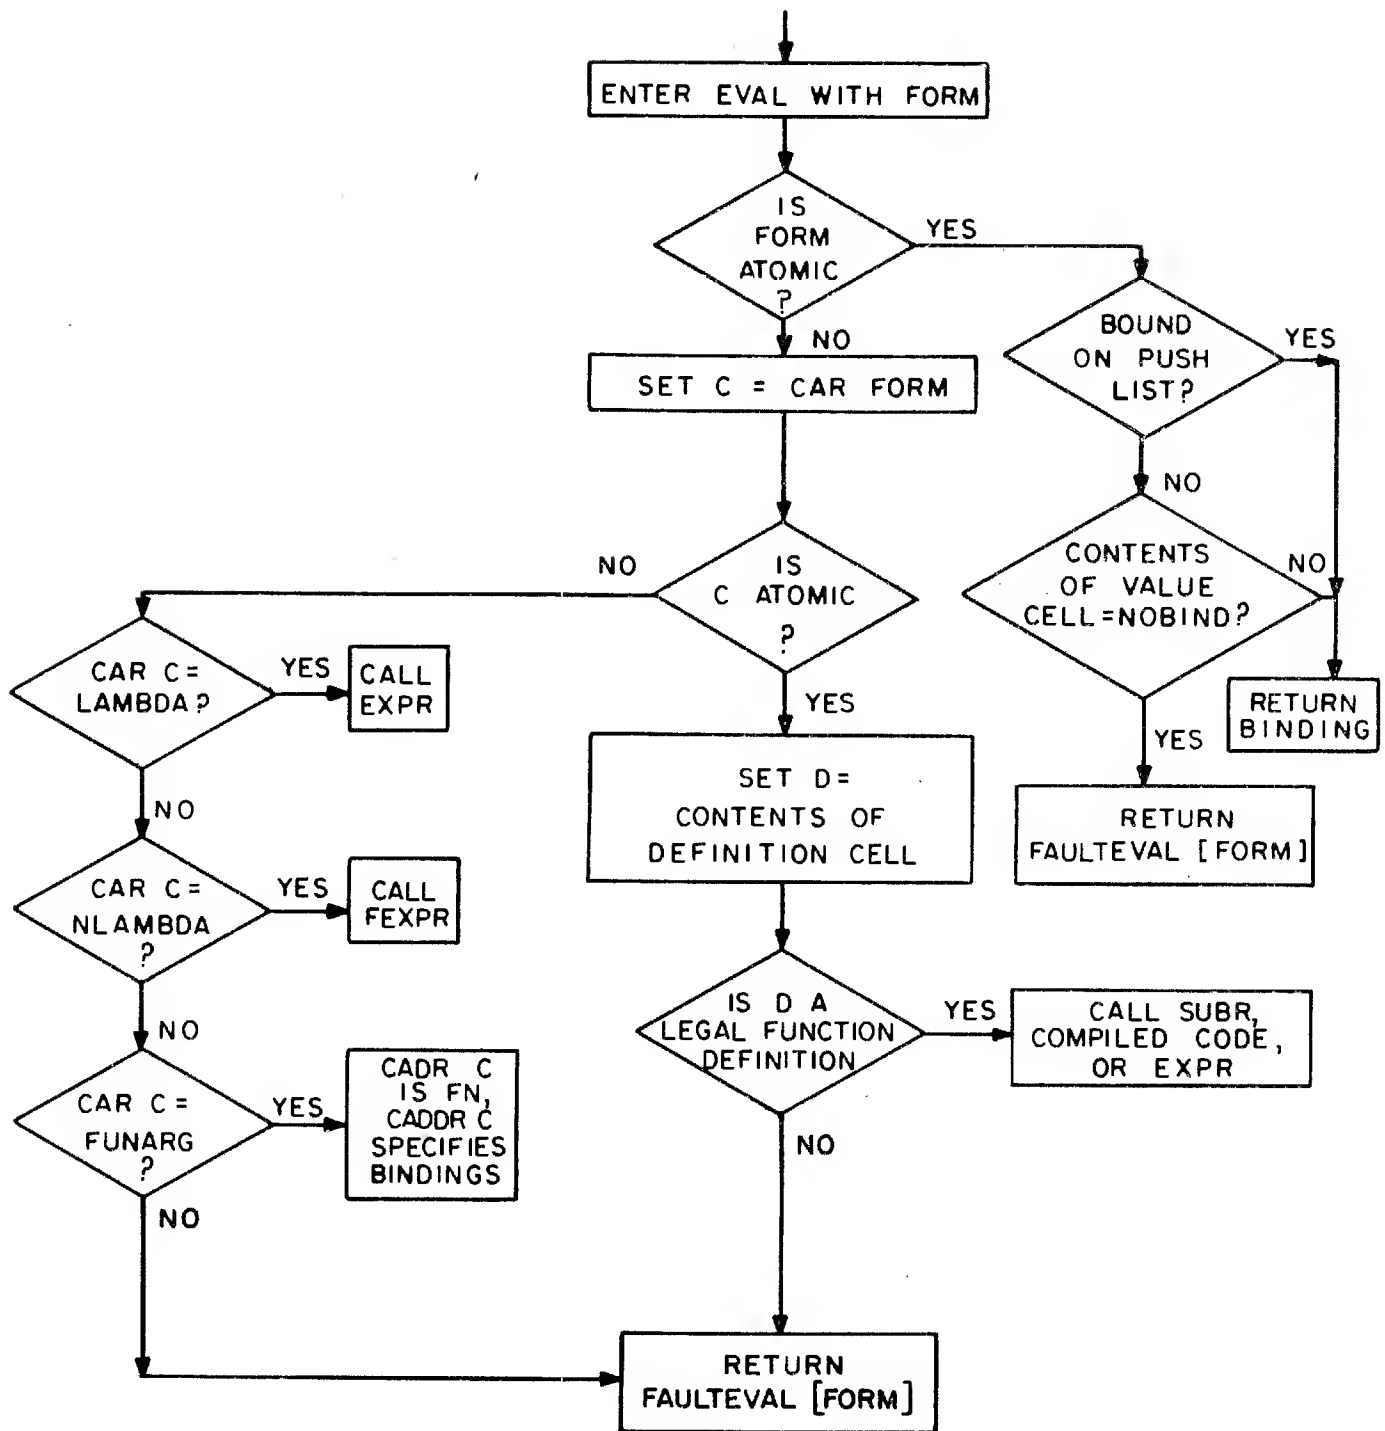 ENTER EVAL WITH FORM
IS
FORM
ATOMIC
?
YES
NO
BOUND
ON PUSH
LIST?
YES
NO
CONTENTS
OF VALUE
CELL=NOBIND?
NO
YES
RETURN
BINDING
RETURN
FAULTEVAL [FORM]
SET C = CAR FORM
IS
C ATOMIC
?
NO
YES
CAR C=
LAMBDA?
YES
CALL
EXPR
NO
CAR C=
NLAMBDA
?
YES
CALL
FEXPR
NO
CAR C=
FUNARG
?
YES
CADR C
IS FN,
CADDR C
SPECIFIES
BINDINGS
NO
SET D=
CONTENTS OF
DEFINITION CELL
IS D A
LEGAL FUNCTION
DEFINITION
YES
CALL SUBR,
COMPILED CODE,
OR EXPR
NO
RETURN
FAULTEVAL [FORM]